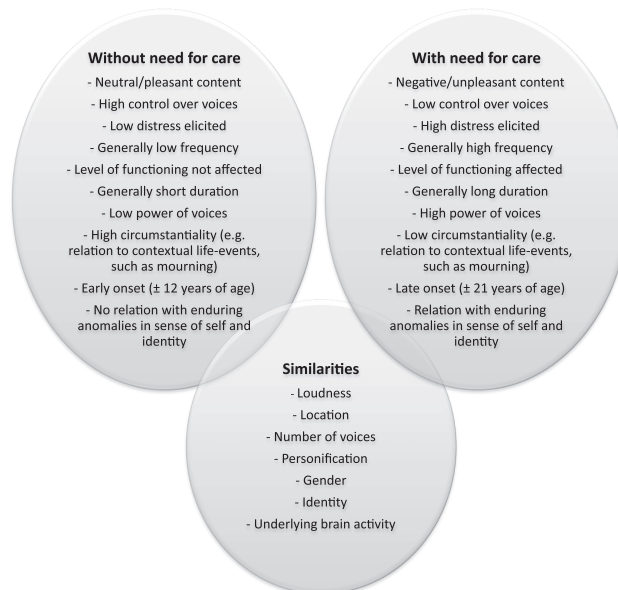 Without need for care
- Neutral/pleasant content
- High control over voices
- Low distress elicited
- Generally low frequency
- Level of functioning not affected
- Generally short duration
- Low power of voices
- High circumstantiality (e.g.
relation to contextual life-events,
such as mourning)
- Early onset (± 12 years of age)
- No relation with enduring
anomalies in sense of self and
identity
With need for care
- Negative/unpleasant content
- Low control over voices
- High distress elicited
- Generally high frequency
- Level of functioning affected
- Generally long duration
- High power of voices
- Low circumstantiality (e.g.
relation to contextual life-events,
such as mourning)
- Late onset (± 21 years of age)
- Relation with enduring
anomalies in sense of self and
identity
Similarities
- Loudness
- Location
- Number of voices
- Personification
- Gender
- Identity
- Underlying brain activity